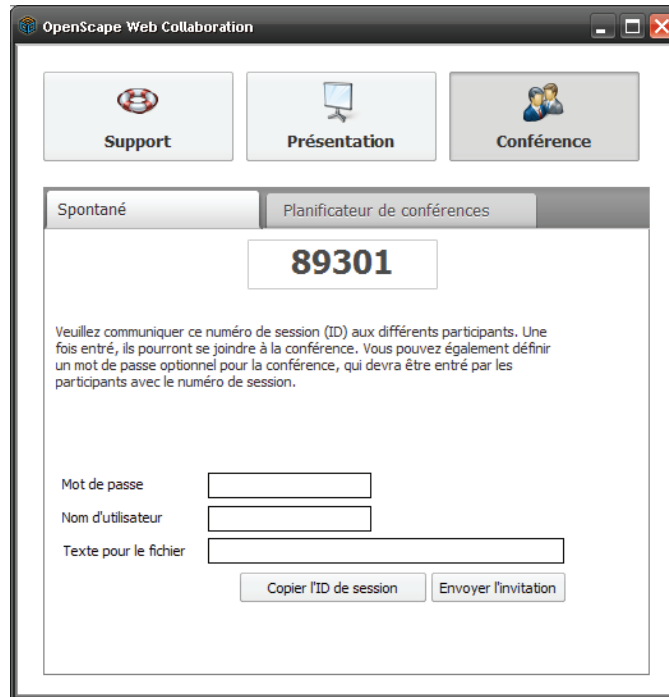 OpenScape Web Collaboration
Support
Présentation
Conférence
Spontané
Planificateur de conférences
89301
Veuillez communiquer ce numéro de session (ID) aux différents participants. Une
fois entré, ils pourront se joindre à la conférence. Vous pouvez également définir
un mot de passe optionnel pour la conférence, qui devra être entré par les
participants avec le numéro de session.
Mot de passe
Nom d'utilisateur
Texte pour le fichier
Copier l'ID de session
Envoyer l'invitation